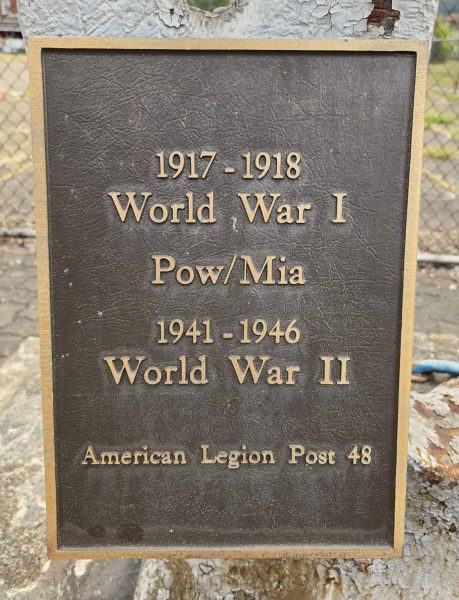 1917 - 1918
World War I
Pow/Mia
1941 - 1946
World War II
American Legion Post 48